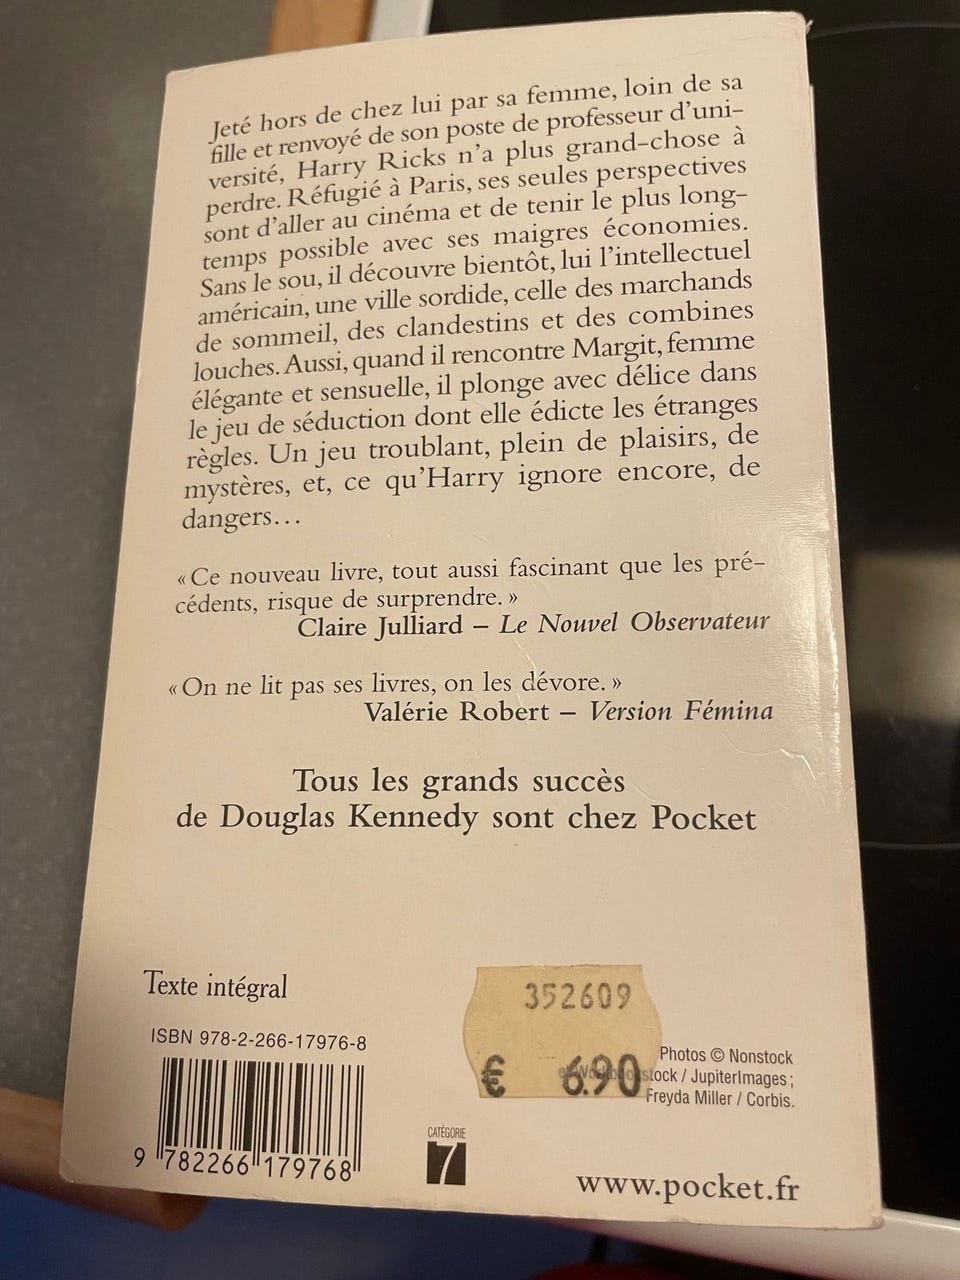 Jeté hors de chez lui par sa femme, loin de sa
fille et renvoyé de son poste de professeur d'uni-
versité, Harry Ricks n'a plus grand-chose à
perdre. Réfugié à Paris, ses seules perspectives
sont d'aller au cinéma et de tenir le plus long-
temps possible avec ses maigres économies.
Sans le sou, il découvre bientôt, lui l'intellectuel
américain, une ville sordide, celle des marchands
de sommeil, des clandestins et des combines
louches. Aussi, quand il rencontre Margit, femme
élégante et sensuelle, il plonge avec délice dans
le jeu de séduction dont elle édicte les étranges
règles. Un jeu troublant, plein de plaisirs, de
mystères, et, ce qu'Harry ignore encore, de
dangers…
« Ce nouveau livre, tout aussi fascinant que les pré-
cédents, risque de surprendre. »
Claire Julliard – Le Nouvel Observateur
« On ne lit pas ses livres, on les dévore. »
Valérie Robert – Version Fémina
Tous les grands succès
de Douglas Kennedy sont chez Pocket
Texte intégral
ISBN 978-2-266-17976-8
9 782266 179768
CATÉGORIE
7
352609
€ 6.90
Photos © Nonstock
stock / JupiterImages ;
Freyda Miller / Corbis.
www.pocket.fr